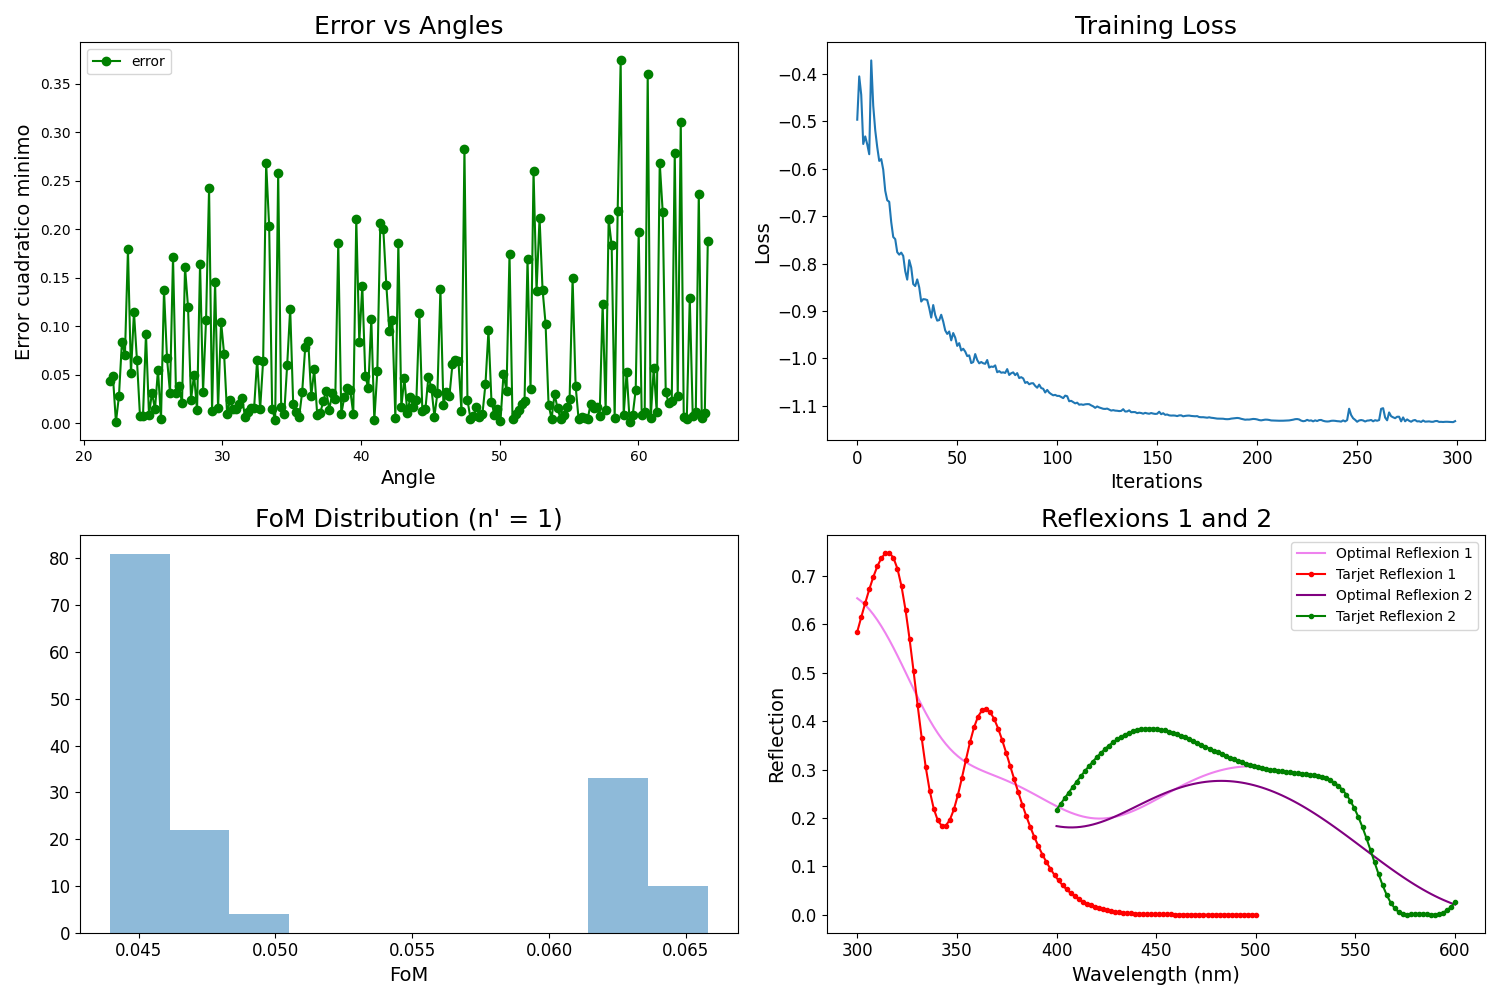 Error vs Angles
error
Error cuadratico minimo
0.35
0.30
0.25
0.20
0.15
0.10
0.05
0.00
20 30 40 50 60
Angle
Training Loss
Loss
−0.4
−0.5
−0.6
−0.7
−0.8
−0.9
−1.0
−1.1
0 50 100 150 200 250 300
Iterations
FoM Distribution (n' = 1)
80
70
60
50
40
30
20
10
0
0.045 0.050 0.055 0.060 0.065
FoM
Reflexions 1 and 2
Optimal Reflexion 1
Tarjet Reflexion 1
Optimal Reflexion 2
Tarjet Reflexion 2
Reflection
0.7
0.6
0.5
0.4
0.3
0.2
0.1
0.0
300 350 400 450 500 550 600
Wavelength (nm)